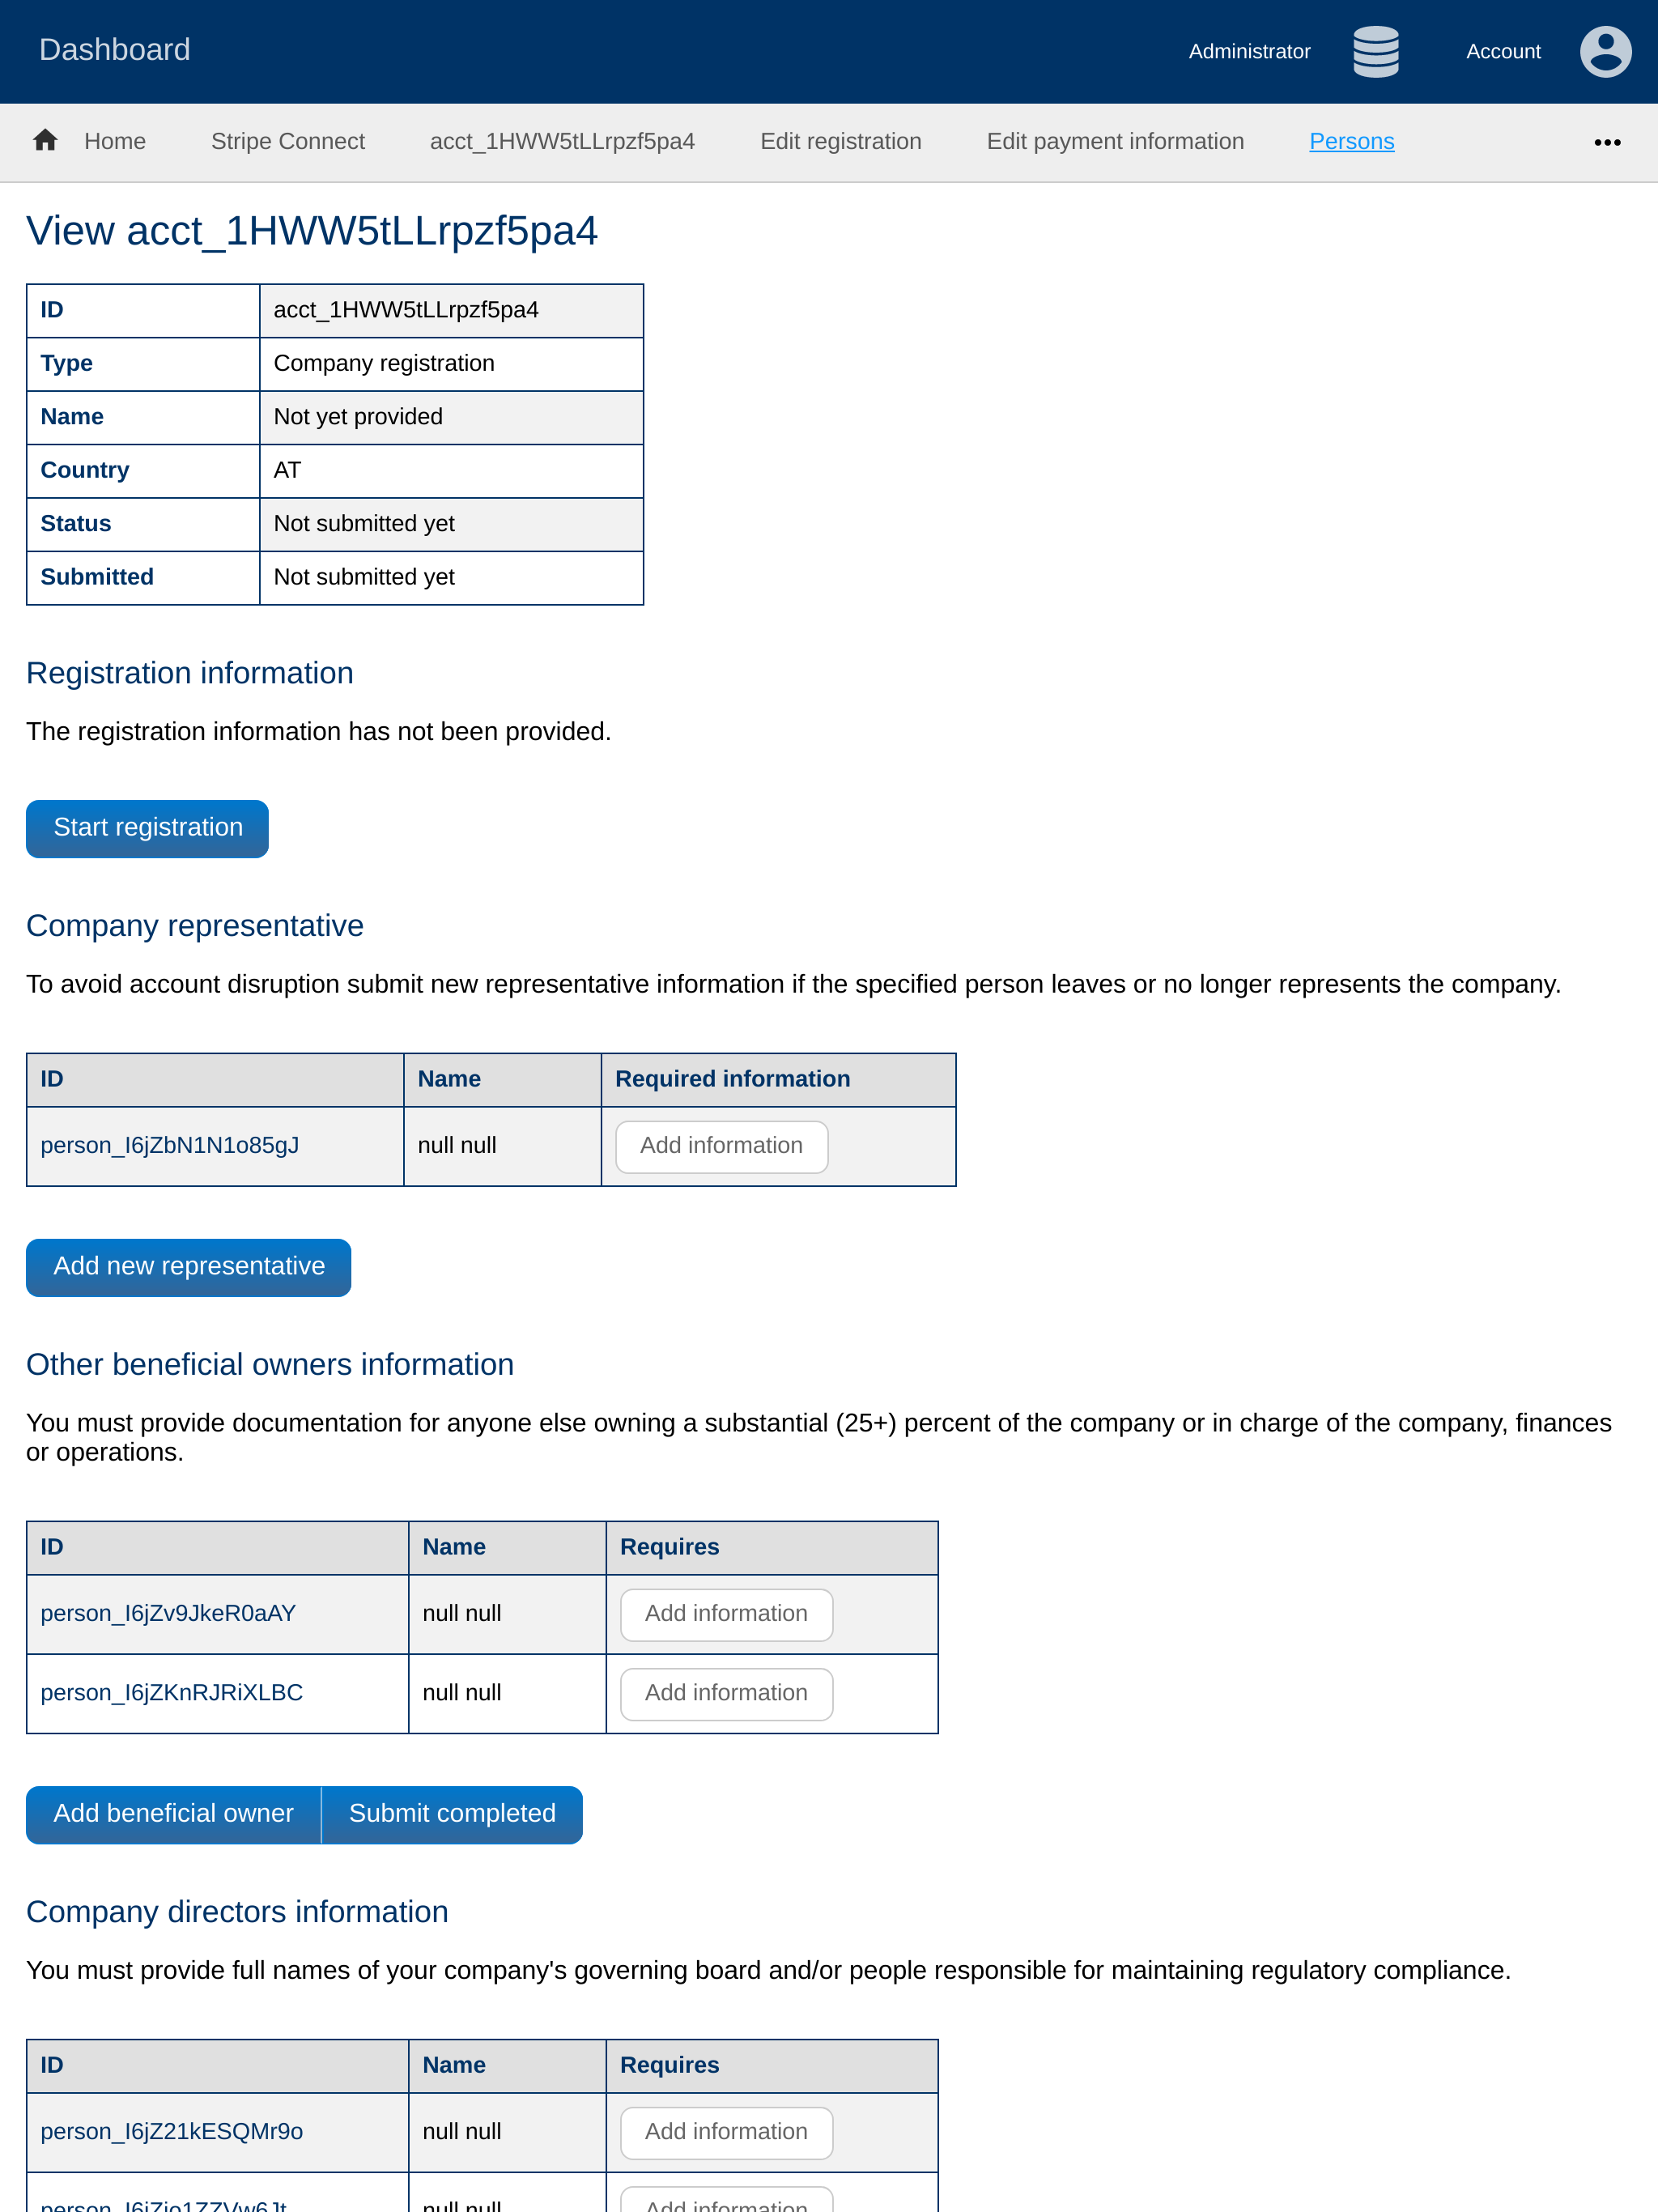 Dashboard
Administrator
Account
Home
Stripe Connect
acct_1HWW5tLLrpzf5pa4
Edit registration
Edit payment information
Persons
View acct_1HWW5tLLrpzf5pa4
ID acct_1HWW5tLLrpzf5pa4
Type Company registration
Name Not yet provided
Country AT
Status Not submitted yet
Submitted Not submitted yet
Registration information
The registration information has not been provided.
Start registration
Company representative
To avoid account disruption submit new representative information if the specified person leaves or no longer represents the company.
ID Name Required information
person_I6jZbN1N1o85gJ null null Add information
Add new representative
Other beneficial owners information
You must provide documentation for anyone else owning a substantial (25+) percent of the company or in charge of the company, finances
or operations.
ID Name Requires
person_I6jZv9JkeR0aAY null null Add information
person_I6jZKnRJRiXLBC null null Add information
Add beneficial owner Submit completed
Company directors information
You must provide full names of your company's governing board and/or people responsible for maintaining regulatory compliance.
ID Name Requires
person_I6jZ21kESQMr9o null null Add information
null null Add information